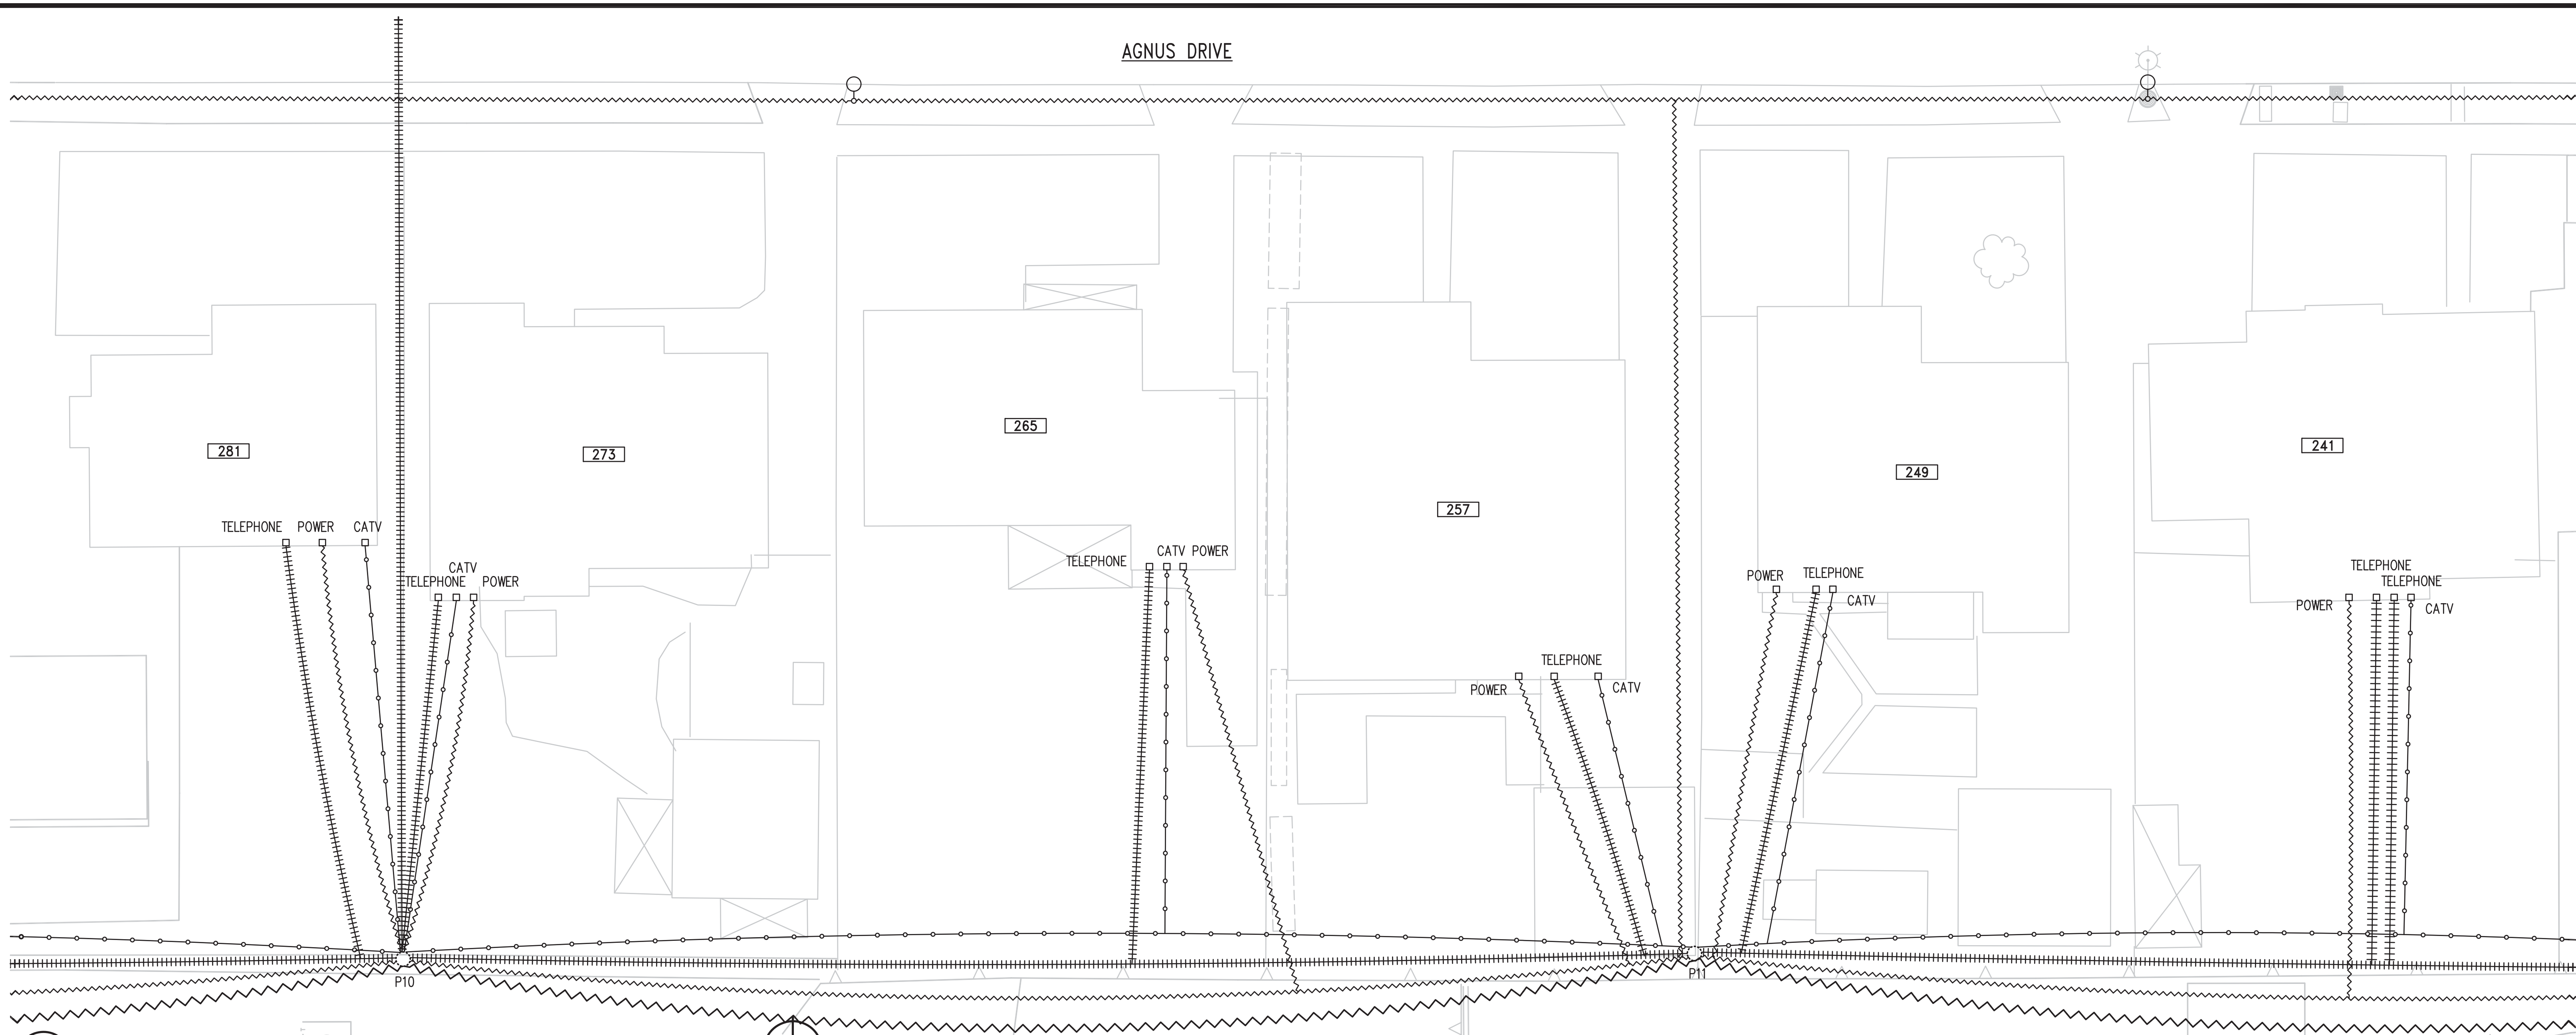 AGNUS DRIVE
281
273
265
257
249
241
TELEPHONE POWER CATV
CATV
TELEPHONE POWER
TELEPHONE CATV POWER
TELEPHONE
POWER CATV
POWER TELEPHONE
CATV
TELEPHONE
TELEPHONE
POWER CATV
P10
P11